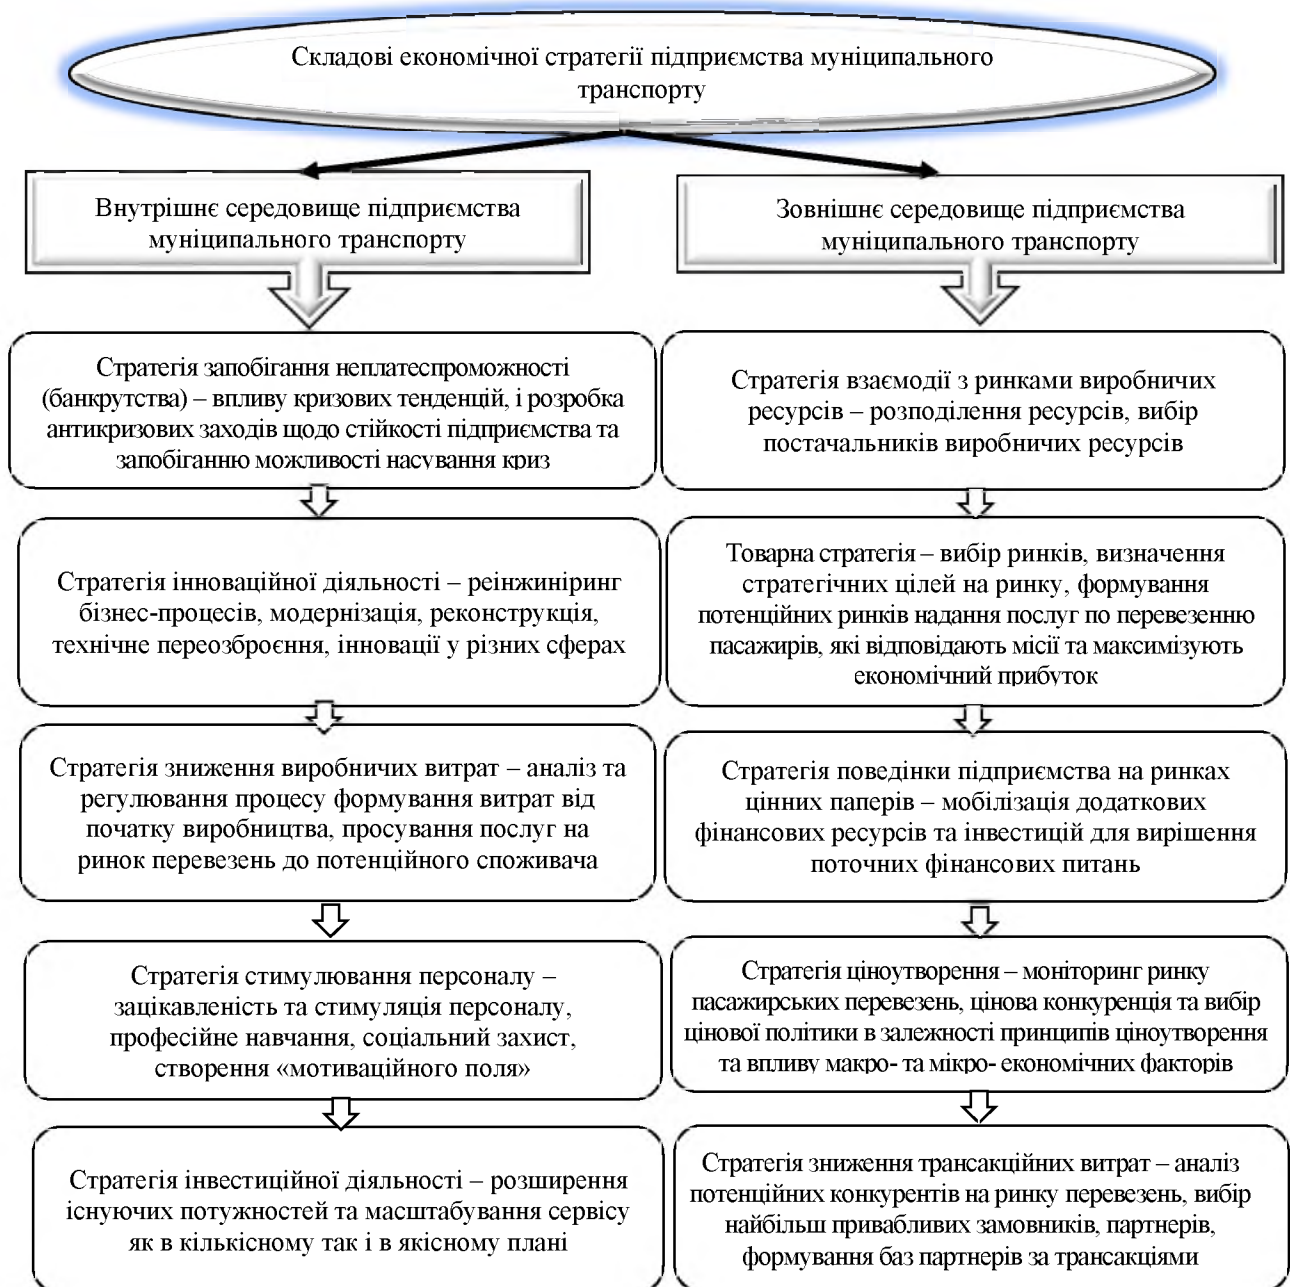 Складові економічної стратегії підприємства муніципального
транспорту
Внутрішнє середовище підприємства
муніципального транспорту
Стратегія запобігання неплатеспроможності
(банкрутства) – впливу кризових тенденцій, і розробка
антикризових заходів щодо стійкості підприємства та
запобіганню можливості насування криз
Стратегія інноваційної діяльності – реінжиніринг
бізнес-процесів, модернізація, реконструкція,
технічне переозброєння, інновації у різних сферах
Стратегія зниження виробничих витрат – аналіз та
регулювання процесу формування витрат від
початку виробництва, просування послуг на
ринок перевезень до потенційного споживача
Стратегія стимулювання персоналу –
зацікавленість та стимуляція персоналу,
професійне навчання, соціальний захист,
створення «мотиваційного поля»
Стратегія інвестиційної діяльності – розширення
існуючих потужностей та масштабування сервісу
як в кількісному так і в якісному плані
Зовнішнє середовище підприємства
муніципального транспорту
Стратегія взаємодії з ринками виробничих
ресурсів – розподілення ресурсів, вибір
постачальників виробничих ресурсів
Товарна стратегія – вибір ринків, визначення
стратегічних цілей на ринку, формування
потенційних ринків надання послуг по перевезенню
пасажирів, які відповідають місії та максимізують
економічний прибуток
Стратегія поведінки підприємства на ринках
цінних паперів – мобілізація додаткових
фінансових ресурсів та інвестицій для вирішення
поточних фінансових питань
Стратегія ціноутворення – моніторинг ринку
пасажирських перевезень, цінова конкуренція та вибір
цінової політики в залежності принципів ціноутворення
та впливу макро- та мікро- економічних факторів
Стратегія зниження трансакційних витрат – аналіз
потенційних конкурентів на ринку перевезень, вибір
найбільш привабливих замовників, партнерів,
формування баз партнерів за трансакціями